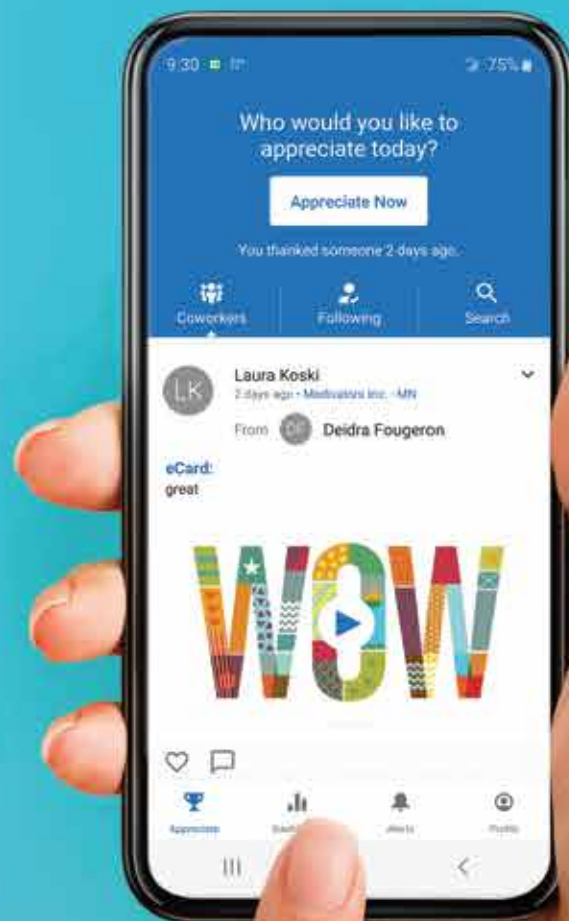 9:30
75%
Who would you like to
appreciate today?
Appreciate Now
You thanked someone 2 days ago.
Coworkers
Following
Search
LK
Laura Koski
2 days ago • Medivators Inc. - MN
From DF Deidra Fougeron
eCard:
great
WOW
Appreciate
Alerts
Profile